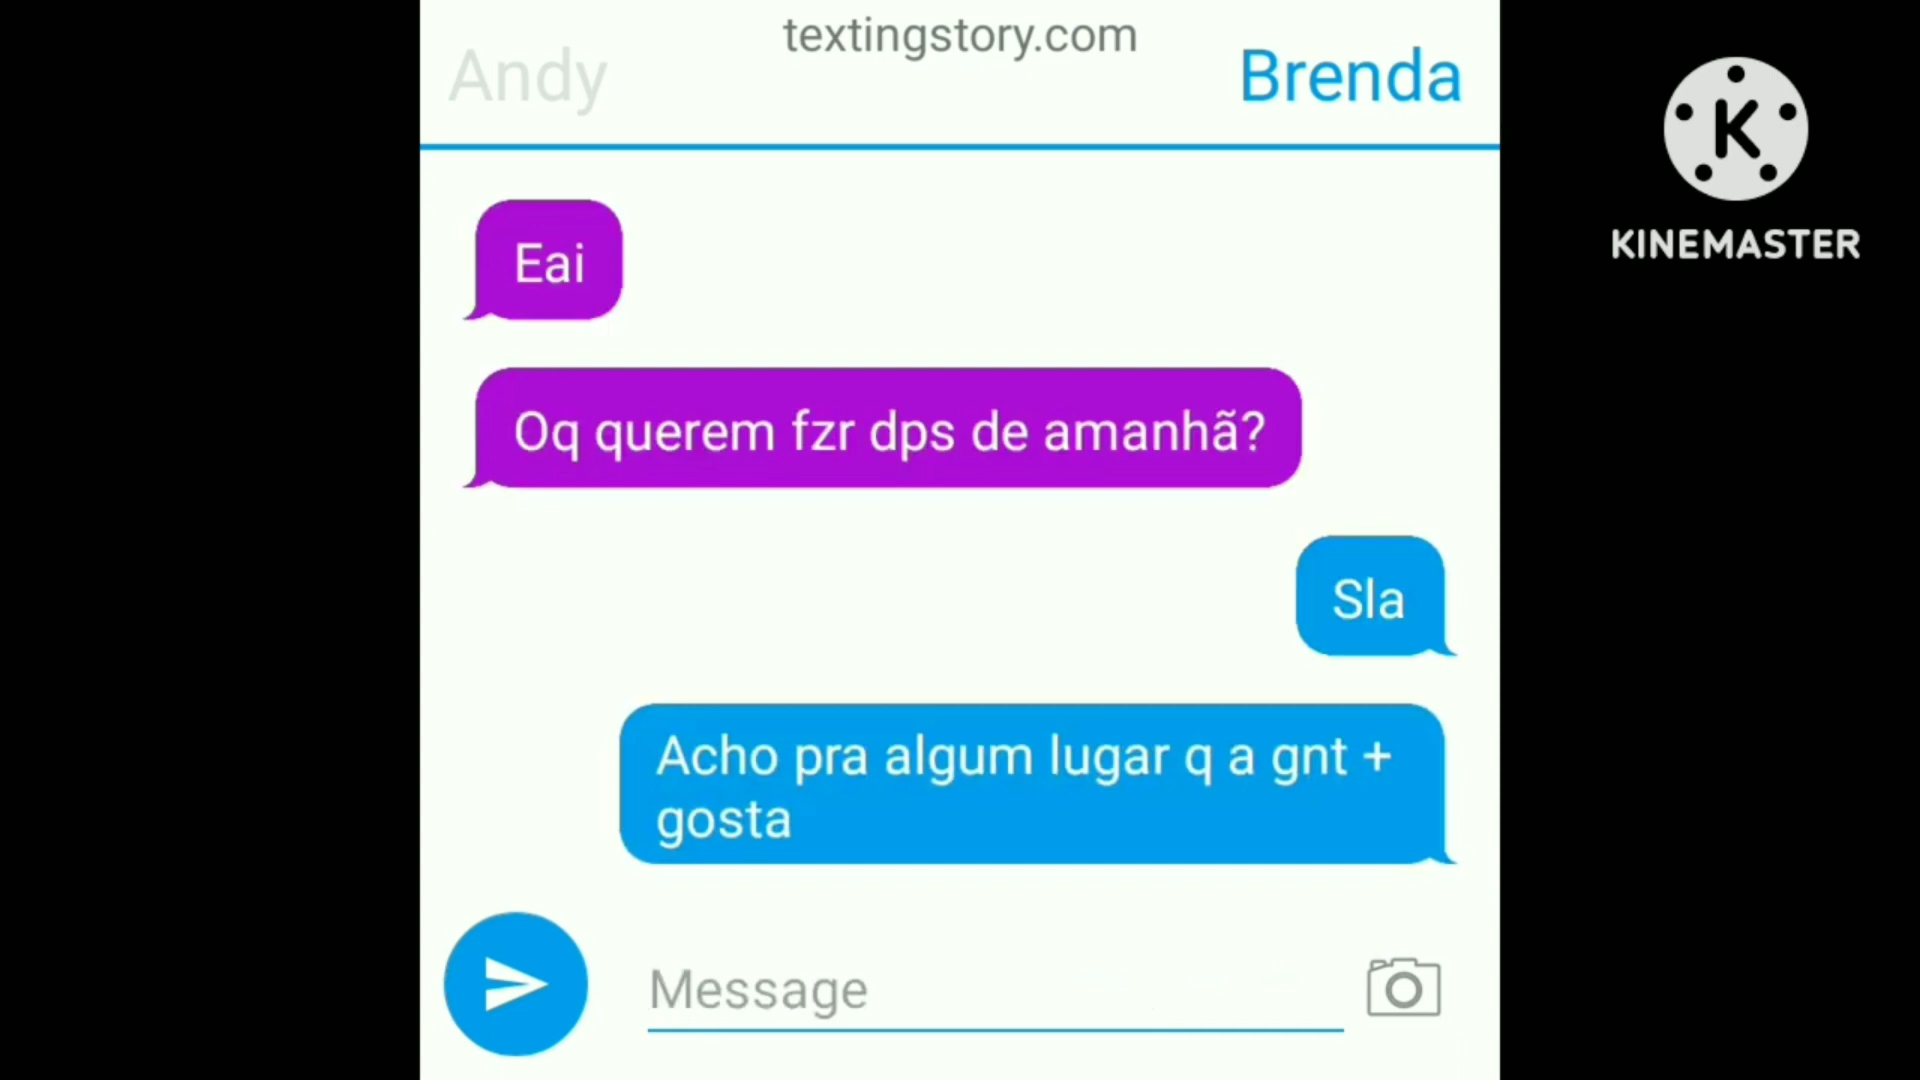 textingstory.com
Andy
Brenda
K
KINEMASTER
Eai
Oq querem fzr dps de amanhã?
Sla
Acho pra algum lugar q a gnt +
gosta
Message